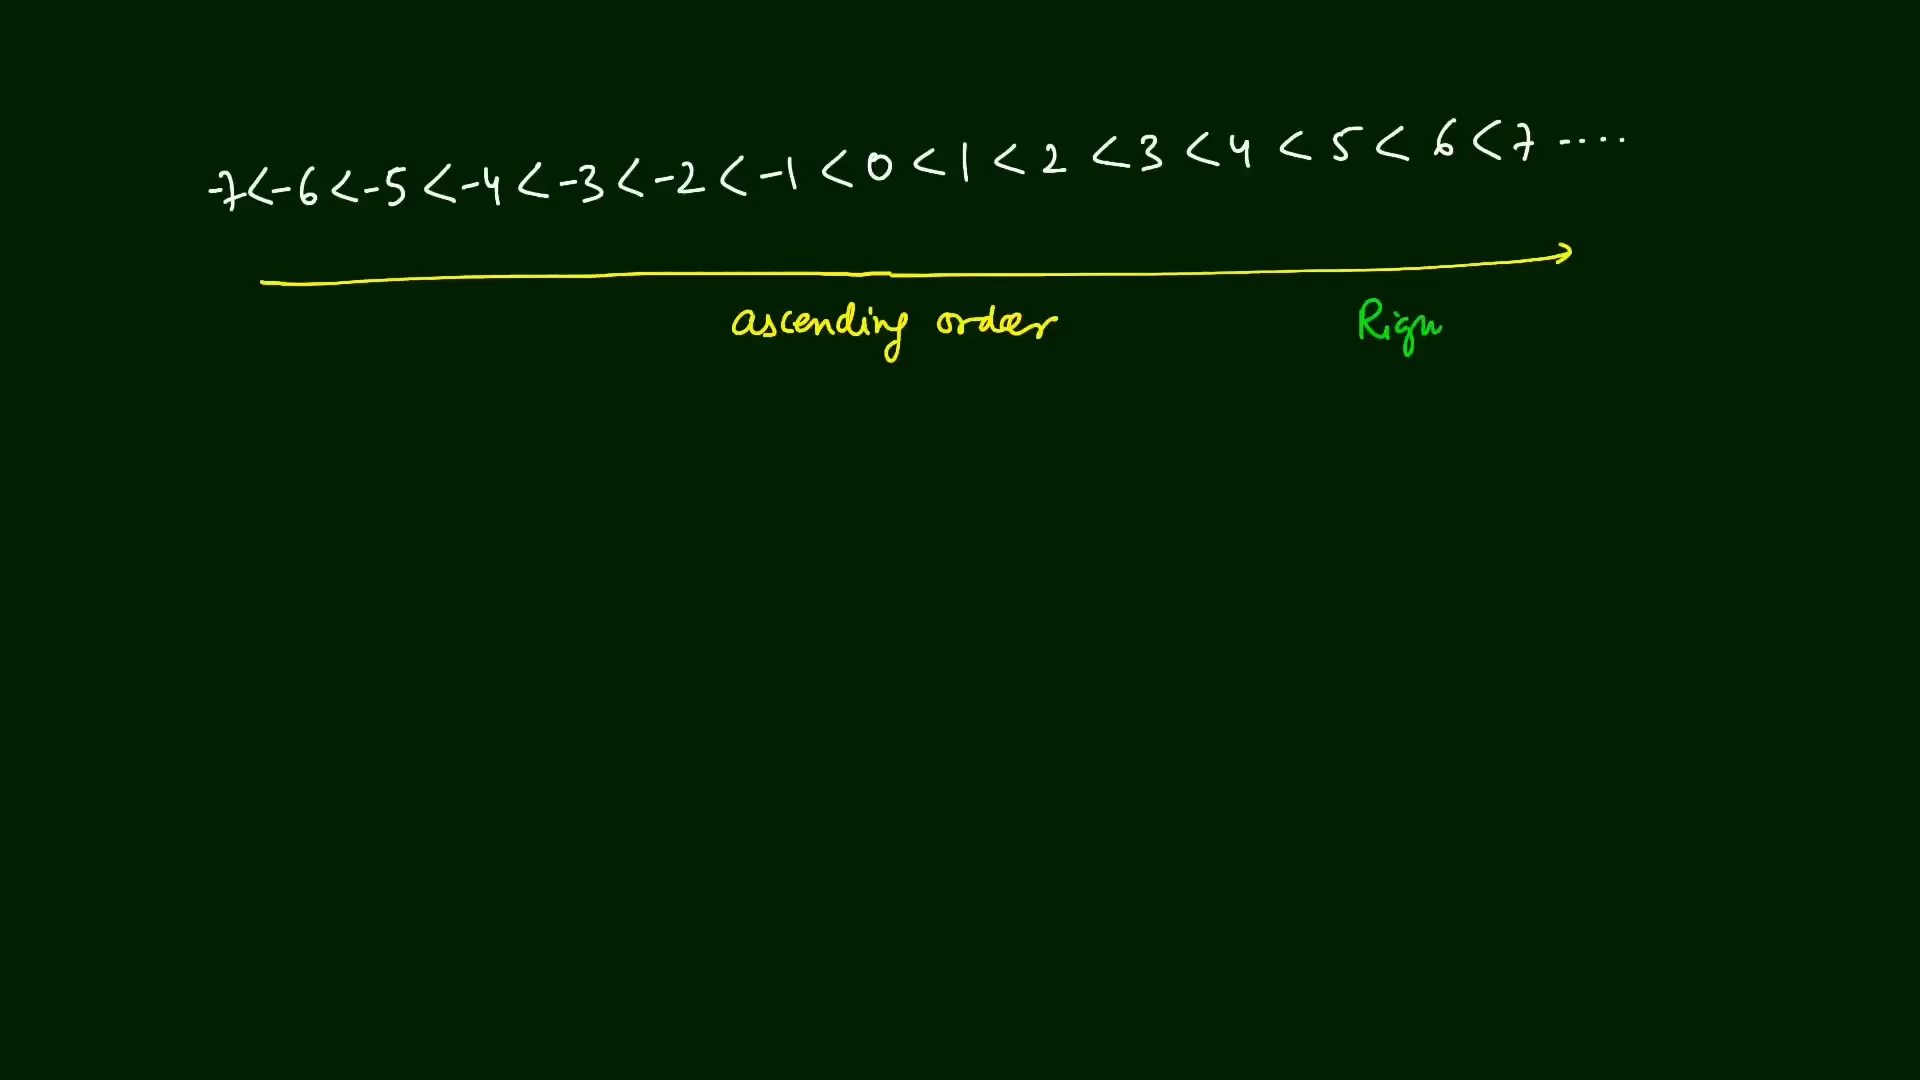 -7 < -6 < -5 < -4 < -3 < -2 < -1 < 0 < 1 < 2 < 3 < 4 < 5 < 6 < 7 ....
ascending order Righ